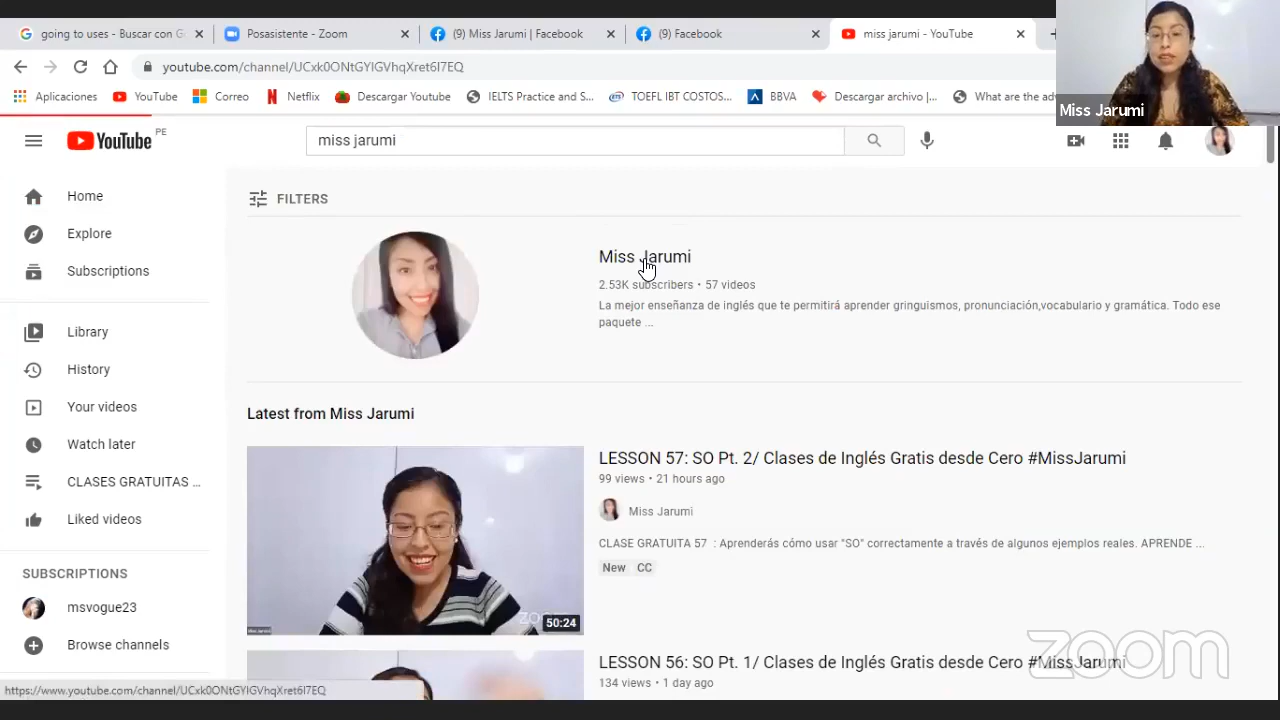 going to uses - Buscar con G
Posasistente - Zoom
(9) Miss Jarumi | Facebook
(9) Facebook
miss jarumi - YouTube
youtube.com/channel/UCxk0ONtGYlGVhqXret6I7EQ
Aplicaciones
YouTube
Correo
Netflix
Descargar Youtube
IELTS Practice and S...
TOEFL IBT COSTOS...
BBVA
Descargar archivo |...
What are the ad
Miss Jarumi
YouTube PE
miss jarumi
Home
Explore
Subscriptions
Library
History
Your videos
Watch later
CLASES GRATUITAS ...
Liked videos
SUBSCRIPTIONS
msvogue23
Browse channels
FILTERS
Miss Jarumi
2.53K subscribers • 57 videos
La mejor enseñanza de inglés que te permitirá aprender gringuismos, pronunciación,vocabulario y gramática. Todo ese
paquete ...
Latest from Miss Jarumi
LESSON 57: SO Pt. 2/ Clases de Inglés Gratis desde Cero #MissJarumi
99 views • 21 hours ago
Miss Jarumi
CLASE GRATUITA 57 : Aprenderás cómo usar "SO" correctamente a través de algunos ejemplos reales. APRENDE ...
New CC
zoom
50:24
LESSON 56: SO Pt. 1/ Clases de Inglés Gratis desde Cero #MissJarumi
134 views • 1 day ago
zoom
https://www.youtube.com/channel/UCxk0ONtGYlGVhqXret6I7EQ